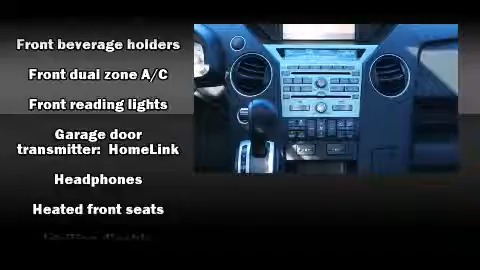 Front beverage holders
Front dual zone A/C
Front reading lights
Garage door
transmitter:  HomeLink
Headphones
Heated front seats